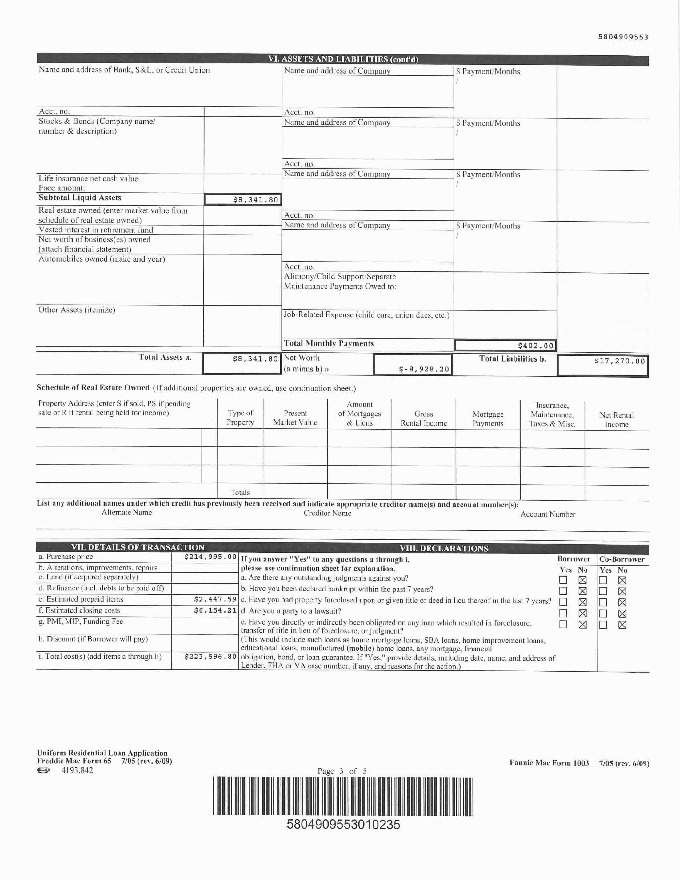 5804909553
VI. ASSETS AND LIABILITIES (cont'd)
Name and address of Bank, S&L, or Credit Union
Name and address of Company
$ Payment/Months
/
Acct. no.
Acct. no.
Stocks & Bonds (Company name/
number & description)
Name and address of Company
$ Payment/Months
/
Acct. no.
Life insurance net cash value
Face amount:
Name and address of Company
$ Payment/Months
/
Subtotal Liquid Assets
$8,341.80
Real estate owned (enter market value from
schedule of real estate owned)
Acct. no.
Vested interest in retirement fund
Name and address of Company
$ Payment/Months
/
Net worth of business(es) owned
(attach financial statement)
Automobiles owned (make and year)
Acct. no.
Alimony/Child Support/Separate
Maintenance Payments Owed to:
Other Assets (itemize)
Job-Related Expense (child care, union dues, etc.)
Total Monthly Payments
$402.00
Total Assets a.
$8,341.80
Net Worth
(a minus b) »
$-8,928.20
Total Liabilities b.
$17,270.00
Schedule of Real Estate Owned (If additional properties are owned, use continuation sheet.)
Property Address (enter S if sold, PS if pending
sale or R if rental being held for income)
Type of
Property
Present
Market Value
Amount
of Mortgages
& Liens
Gross
Rental Income
Mortgage
Payments
Insurance,
Maintenance,
Taxes & Misc.
Net Rental
Income
Totals
List any additional names under which credit has previously been received and indicate appropriate creditor name(s) and account number(s):
Alternate Name
Creditor Name
Account Number
VII. DETAILS OF TRANSACTION
a. Purchase price
$214,995.00
b. Alterations, improvements, repairs
c. Land (if acquired separately)
d. Refinance (incl. debts to be paid off)
e. Estimated prepaid items
$2,447.59
f. Estimated closing costs
$6,154.21
g. PMI, MIP, Funding Fee
h. Discount (if Borrower will pay)
i. Total cost(s) (add items a through h)
$223,596.80
VIII. DECLARATIONS
If you answer "Yes" to any questions a through i,
please use continuation sheet for explanation.
Borrower
Co-Borrower
Yes No
Yes No
a. Are there any outstanding judgments against you?
b. Have you been declared bankrupt within the past 7 years?
c. Have you had property foreclosed upon, or given title or deed in lieu thereof in the last 7 years?
d. Are you a party to a lawsuit?
e. Have you directly or indirectly been obligated on any loan which resulted in foreclosure,
transfer of title in lieu of foreclosure, or judgment?
(This would include such loans as home mortgage loans, SBA loans, home improvement loans,
educational loans, manufactured (mobile) home loans, any mortgage, financial
obligation, bond, or loan guarantee. If "Yes," provide details, including date, name, and address of
Lender, FHA or VA case number, if any, and reasons for the action.)
Uniform Residential Loan Application
Freddie Mac Form 65 7/05 (rev. 6/09)
4193.842
Page 3 of 5
Fannie Mae Form 1003 7/05 (rev. 6/09)
5804909553010235